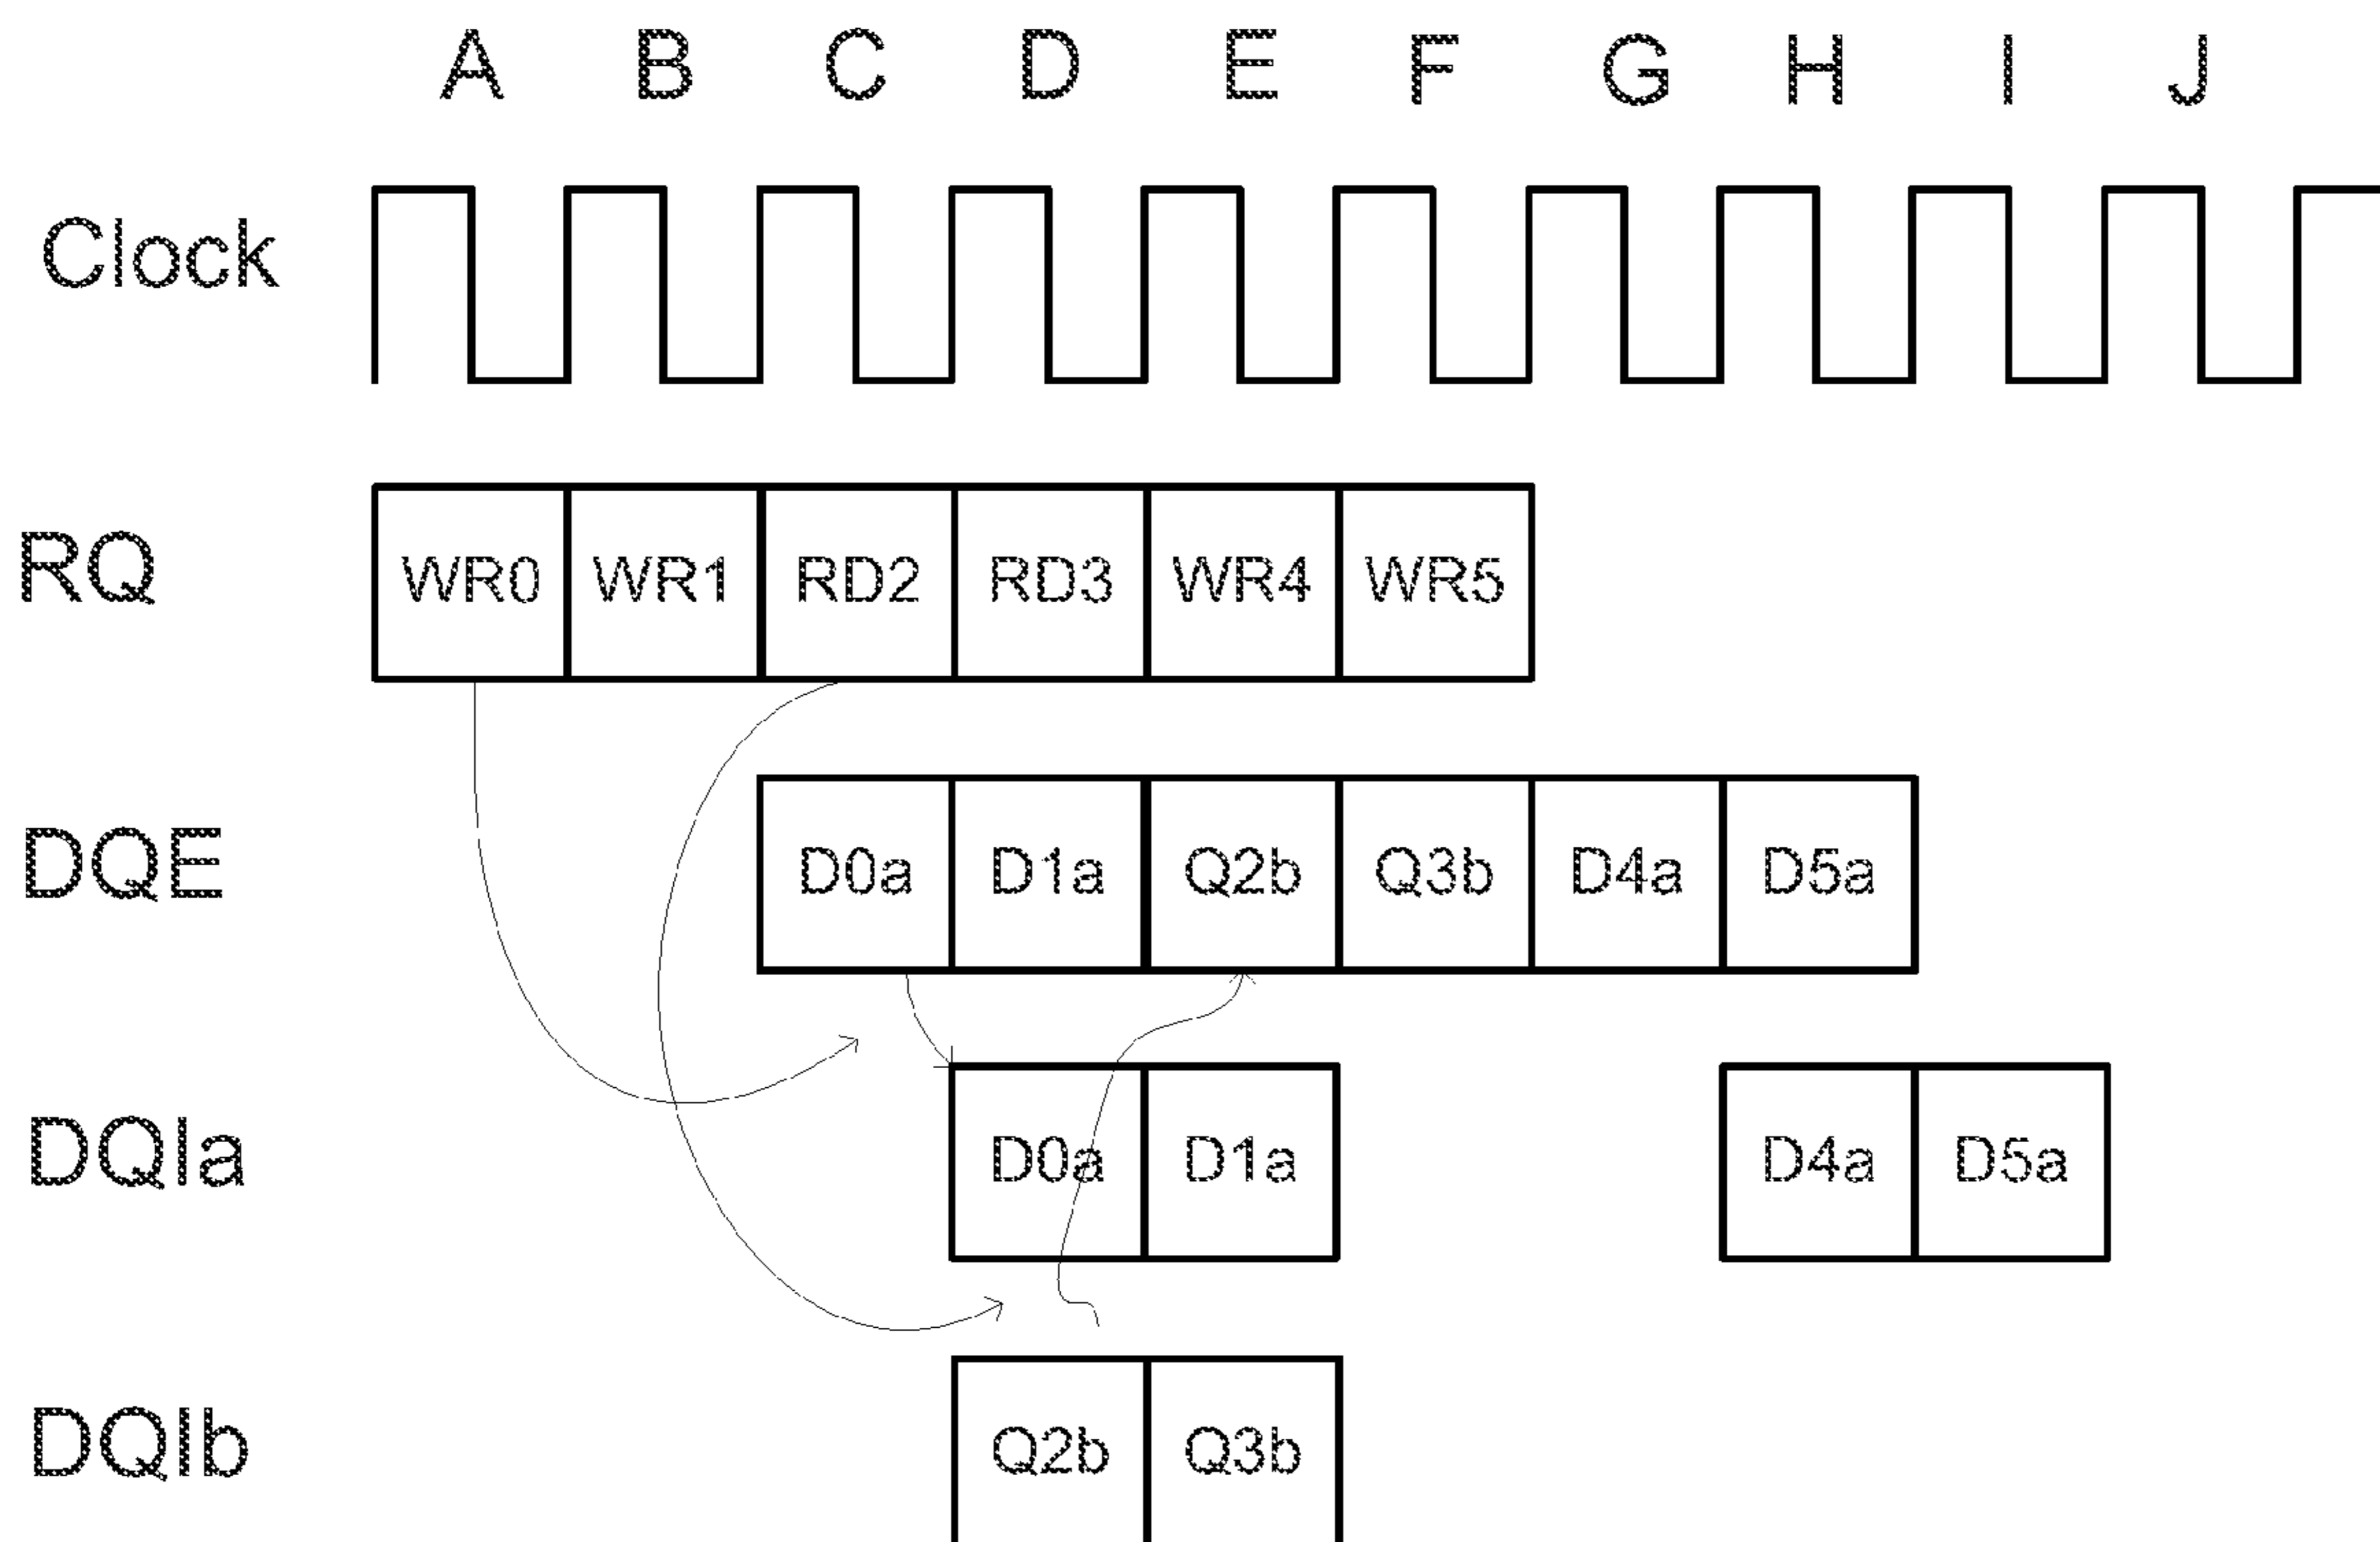 A B C D E F G H I J
Clock
RQ WR0 WR1 RD2 RD3 WR4 WR5
DQE D0a D1a Q2b Q3b D4a D5a
DQIa D0a D1a D4a D5a
DQIb Q2b Q3b